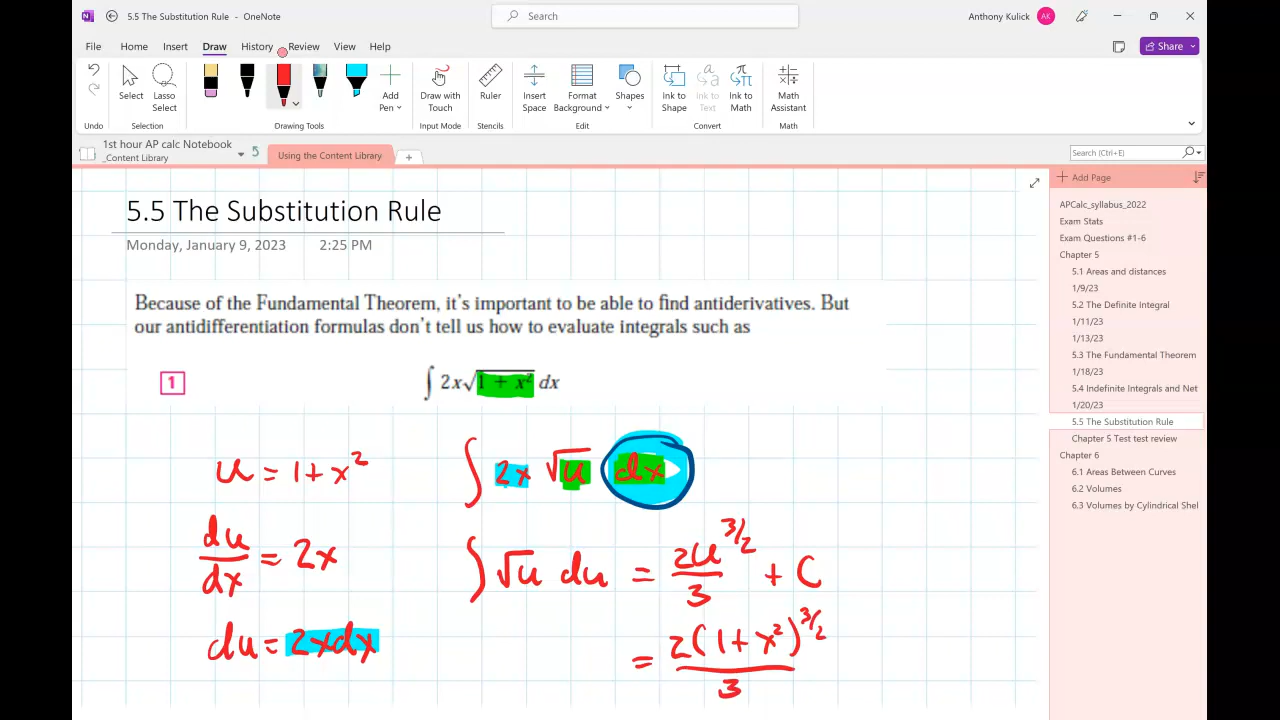 5.5 The Substitution Rule - OneNote
Search
Anthony Kulick AK
File Home Insert Draw History Review View Help
Share
Undo
Select
Lasso Select
Selection
Add Pen
Drawing Tools
Draw with Touch
Input Mode
Ruler
Stencils
Insert Space
Format Background
Shapes
Edit
Ink to Shape
Ink to Text
Ink to Math
Convert
Math Assistant
Math
1st hour AP calc Notebook
_Content Library
Using the Content Library
Search (Ctrl+E)
Add Page
APCalc_syllabus_2022
Exam Stats
Exam Questions #1-6
Chapter 5
5.1 Areas and distances
1/9/23
5.2 The Definite Integral
1/11/23
1/13/23
5.3 The Fundamental Theorem
1/18/23
5.4 Indefinite Integrals and Net
1/20/23
5.5 The Substitution Rule
Chapter 5 Test test review
Chapter 6
6.1 Areas Between Curves
6.2 Volumes
6.3 Volumes by Cylindrical Shel
5.5 The Substitution Rule
Monday, January 9, 2023 2:25 PM
Because of the Fundamental Theorem, it's important to be able to find antiderivatives. But
our antidifferentiation formulas don't tell us how to evaluate integrals such as
1 ∫ 2x√(1 + x²) dx
u = 1 + x² ∫ 2x √u dx
du/dx = 2x ∫ √u du = 2u^(3/2)/3 + C
du = 2xdx = 2(1 + x²)^(3/2)/3